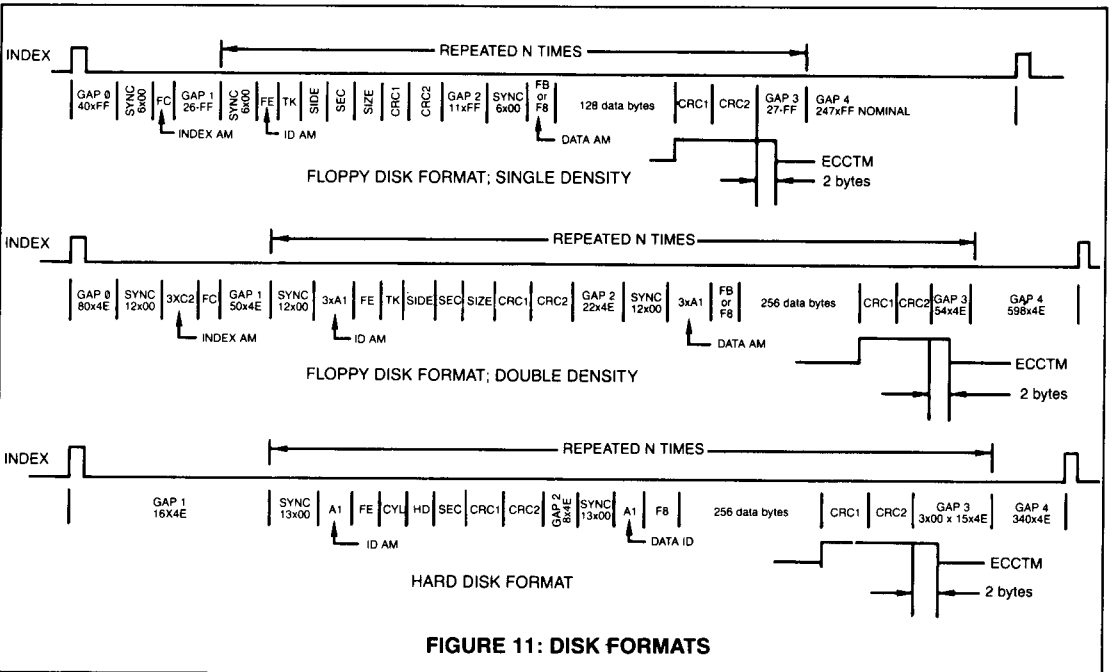 INDEX
REPEATED N TIMES
GAP 0
40xFF
SYNC
6x00
FC
GAP 1
26-FF
SYNC
6x00
FE
TK
SIDE
SEC
SIZE
CRC1
CRC2
GAP 2
11xFF
SYNC
6x00
FB
or
F8
128 data bytes
CRC1
CRC2
GAP 3
27-FF
GAP 4
247xFF NOMINAL
INDEX AM
ID AM
DATA AM
ECCTM
2 bytes
FLOPPY DISK FORMAT; SINGLE DENSITY
INDEX
REPEATED N TIMES
GAP 0
80x4E
SYNC
12x00
3XC2
FC
GAP 1
50x4E
SYNC
12x00
3xA1
FE
TK
SIDE
SEC
SIZE
CRC1
CRC2
GAP 2
22x4E
SYNC
12x00
3xA1
FB
or
F8
256 data bytes
CRC1
CRC2
GAP 3
54x4E
GAP 4
598x4E
INDEX AM
ID AM
DATA AM
ECCTM
2 bytes
FLOPPY DISK FORMAT; DOUBLE DENSITY
INDEX
REPEATED N TIMES
GAP 1
16X4E
SYNC
13x00
A1
FE
CYL
HD
SEC
CRC1
CRC2
GAP 2
8x4E
SYNC
13x00
A1
F8
256 data bytes
CRC1
CRC2
GAP 3
3x00 x 15x4E
GAP 4
340x4E
ID AM
DATA ID
ECCTM
2 bytes
HARD DISK FORMAT
FIGURE 11: DISK FORMATS